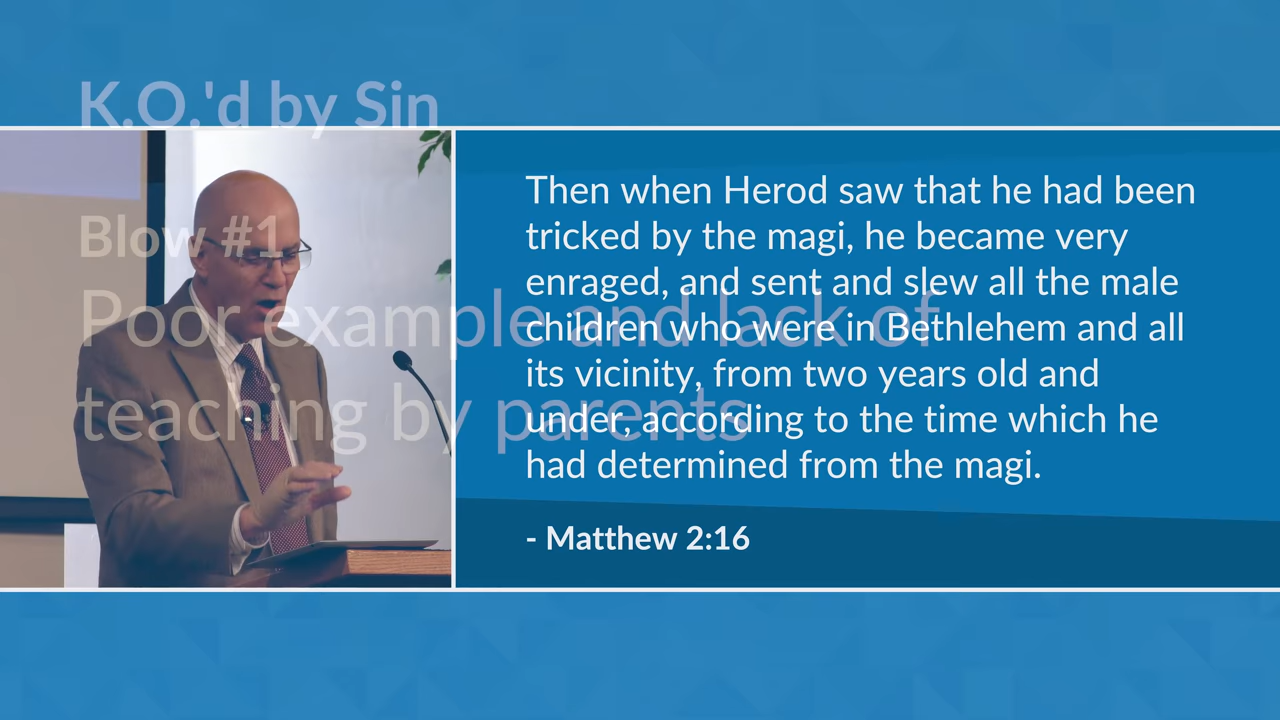 K.O.'d by Sin
Blow #1
Poor example and lack of
teaching by parents
Then when Herod saw that he had been
tricked by the magi, he became very
enraged, and sent and slew all the male
children who were in Bethlehem and all
its vicinity, from two years old and
under, according to the time which he
had determined from the magi.
- Matthew 2:16